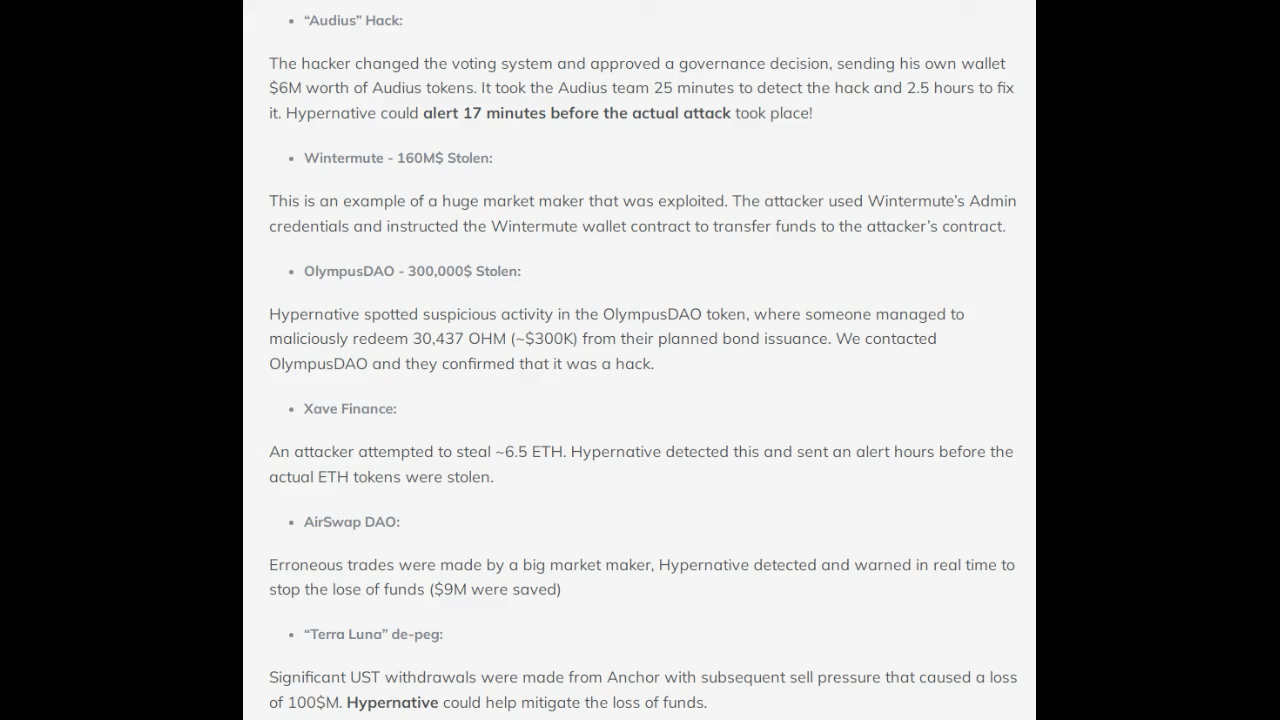 • “Audius” Hack:
The hacker changed the voting system and approved a governance decision, sending his own wallet
$6M worth of Audius tokens. It took the Audius team 25 minutes to detect the hack and 2.5 hours to fix
it. Hypernative could alert 17 minutes before the actual attack took place!
• Wintermute - 160M$ Stolen:
This is an example of a huge market maker that was exploited. The attacker used Wintermute’s Admin
credentials and instructed the Wintermute wallet contract to transfer funds to the attacker’s contract.
• OlympusDAO - 300,000$ Stolen:
Hypernative spotted suspicious activity in the OlympusDAO token, where someone managed to
maliciously redeem 30,437 OHM (~$300K) from their planned bond issuance. We contacted
OlympusDAO and they confirmed that it was a hack.
• Xave Finance:
An attacker attempted to steal ~6.5 ETH. Hypernative detected this and sent an alert hours before the
actual ETH tokens were stolen.
• AirSwap DAO:
Erroneous trades were made by a big market maker, Hypernative detected and warned in real time to
stop the lose of funds ($9M were saved)
• “Terra Luna” de-peg:
Significant UST withdrawals were made from Anchor with subsequent sell pressure that caused a loss
of 100$M. Hypernative could help mitigate the loss of funds.